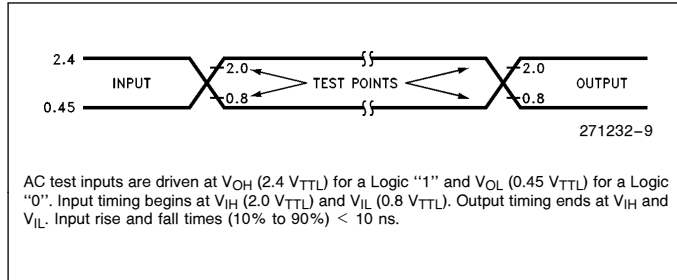 2.4
INPUT
0.45
2.0
0.8
TEST POINTS
2.0
0.8
OUTPUT
271232–9
AC test inputs are driven at VOH (2.4 VTTL) for a Logic ‘‘1’’ and VOL (0.45 VTTL) for a Logic
‘‘0’’. Input timing begins at VIH (2.0 VTTL) and VIL (0.8 VTTL). Output timing ends at VIH and
VIL. Input rise and fall times (10% to 90%) < 10 ns.